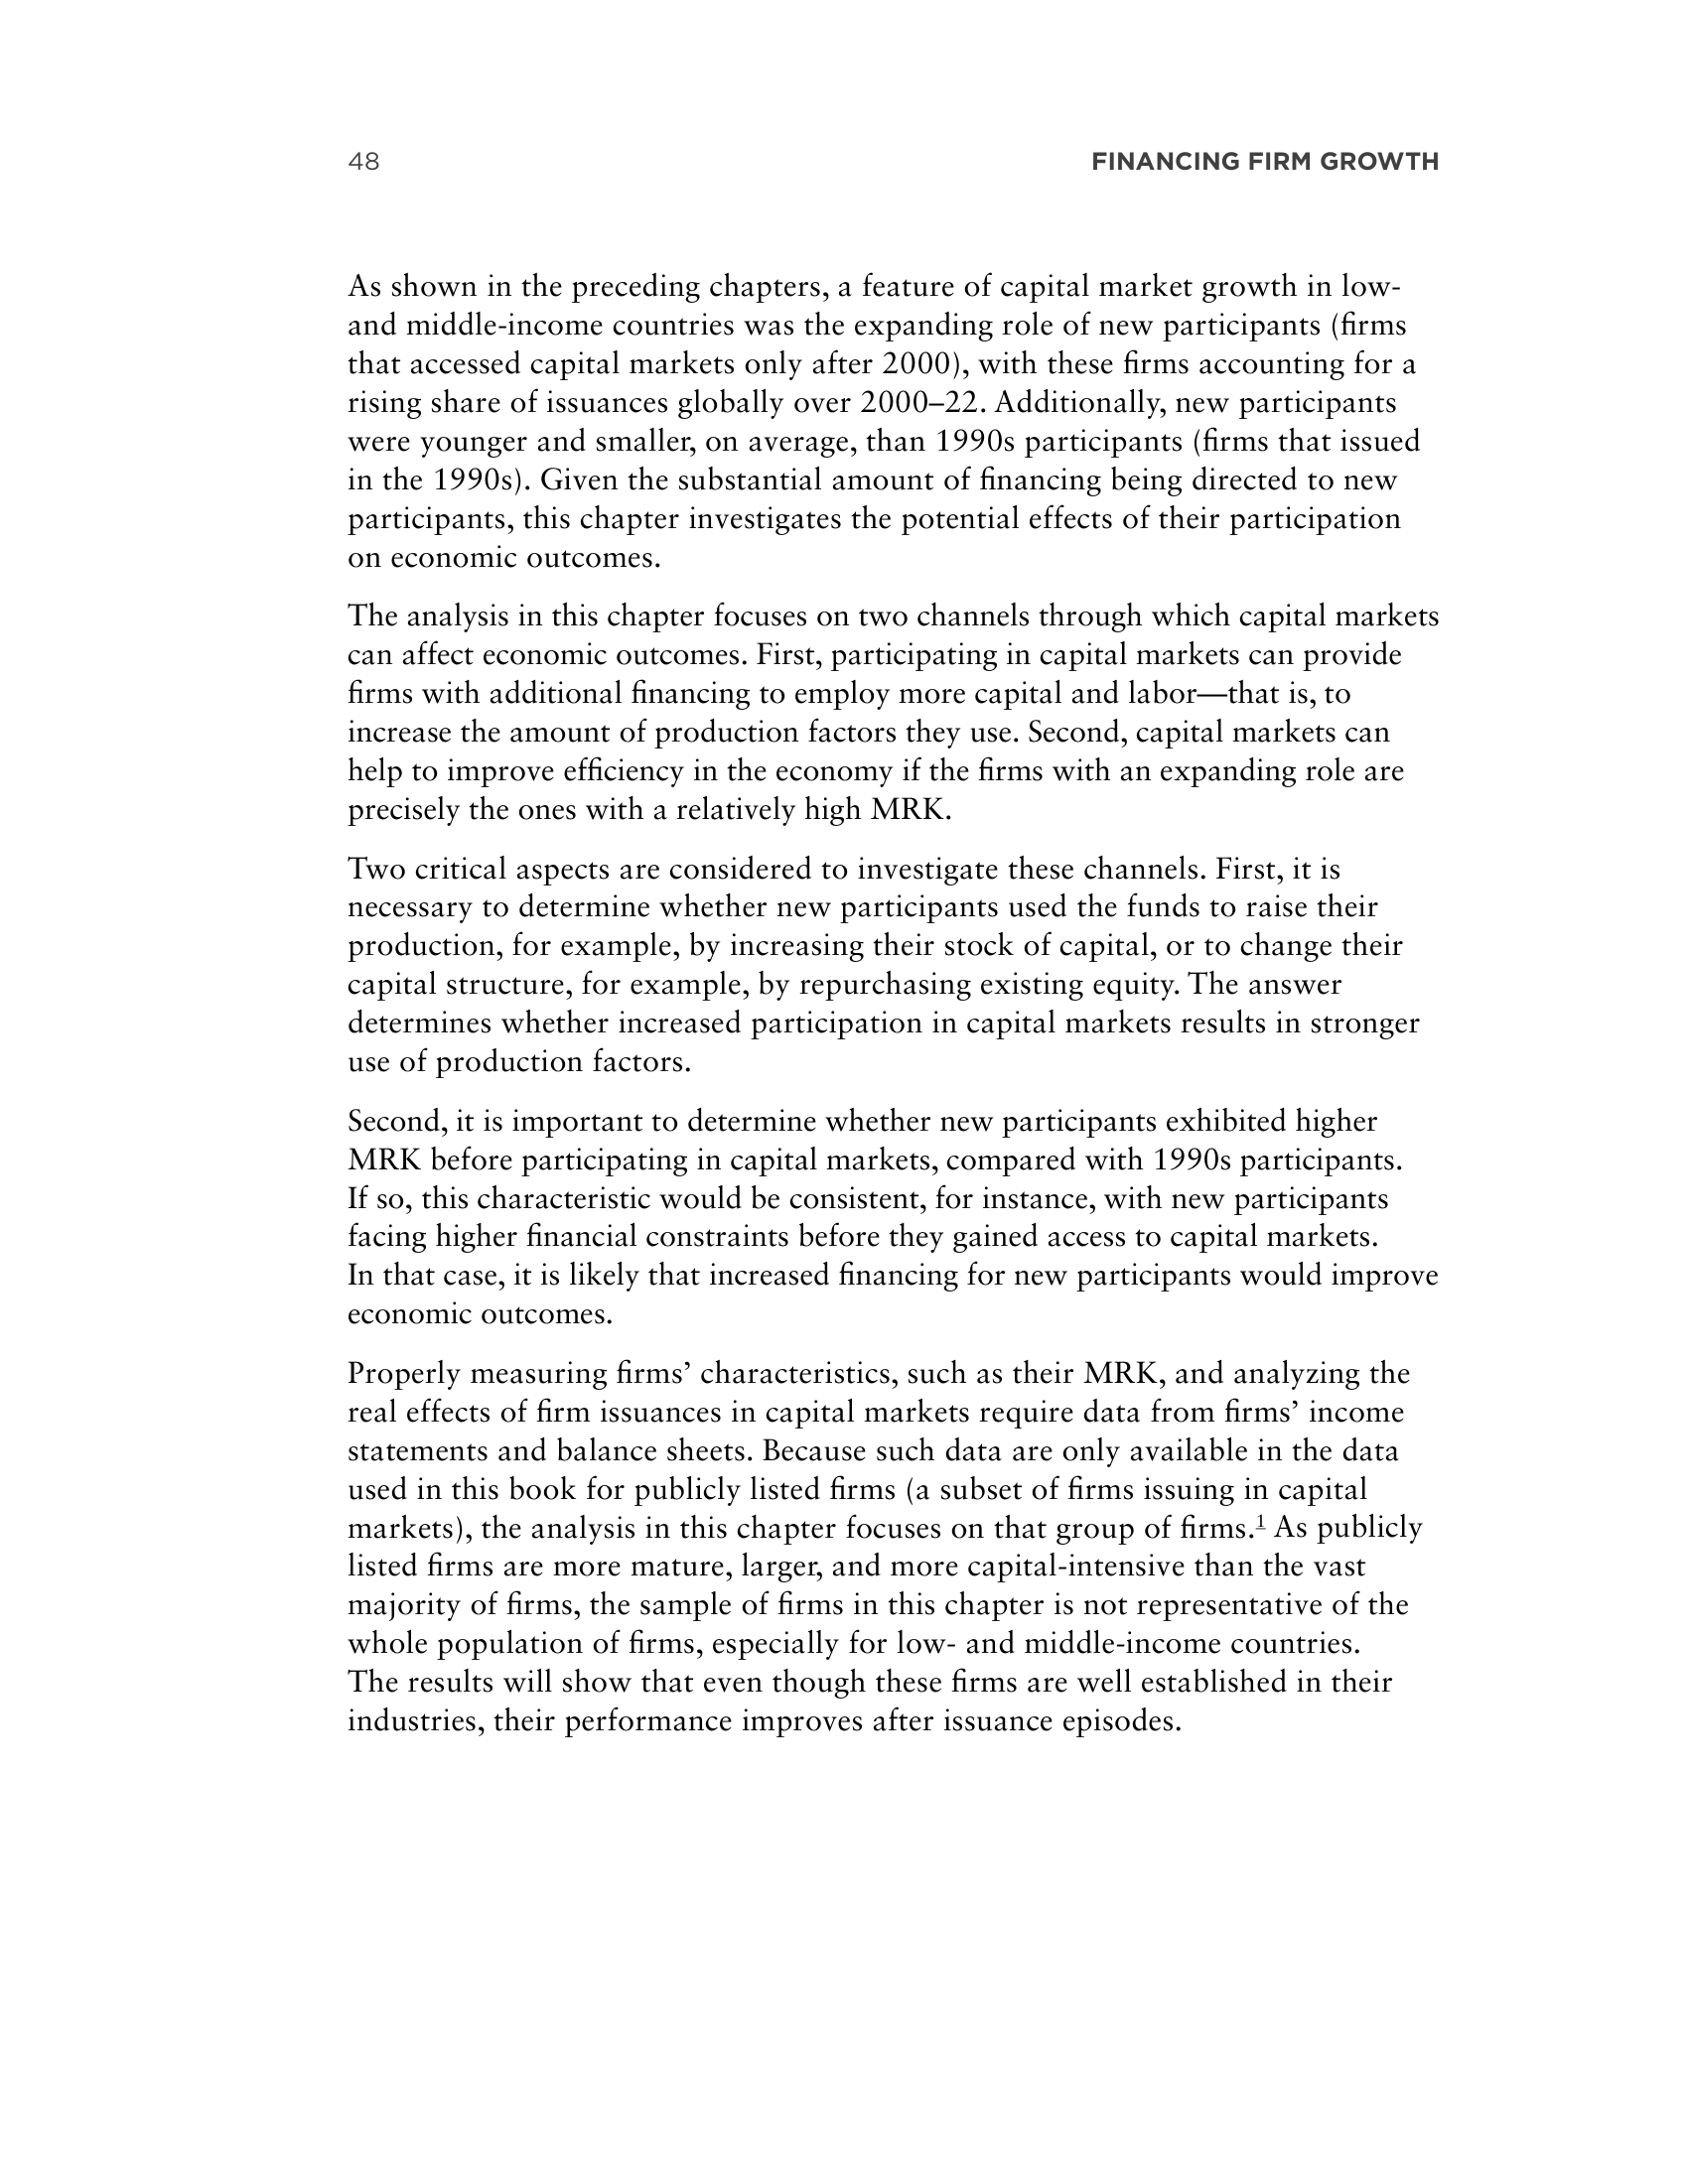 48 FINANCING FIRM GROWTH
As shown in the preceding chapters, a feature of capital market growth in low-
and middle-income countries was the expanding role of new participants (firms
that accessed capital markets only after 2000), with these firms accounting for a
rising share of issuances globally over 2000–22. Additionally, new participants
were younger and smaller, on average, than 1990s participants (firms that issued
in the 1990s). Given the substantial amount of financing being directed to new
participants, this chapter investigates the potential effects of their participation
on economic outcomes.
The analysis in this chapter focuses on two channels through which capital markets
can affect economic outcomes. First, participating in capital markets can provide
firms with additional financing to employ more capital and labor—that is, to
increase the amount of production factors they use. Second, capital markets can
help to improve efficiency in the economy if the firms with an expanding role are
precisely the ones with a relatively high MRK.
Two critical aspects are considered to investigate these channels. First, it is
necessary to determine whether new participants used the funds to raise their
production, for example, by increasing their stock of capital, or to change their
capital structure, for example, by repurchasing existing equity. The answer
determines whether increased participation in capital markets results in stronger
use of production factors.
Second, it is important to determine whether new participants exhibited higher
MRK before participating in capital markets, compared with 1990s participants.
If so, this characteristic would be consistent, for instance, with new participants
facing higher financial constraints before they gained access to capital markets.
In that case, it is likely that increased financing for new participants would improve
economic outcomes.
Properly measuring firms’ characteristics, such as their MRK, and analyzing the
real effects of firm issuances in capital markets require data from firms’ income
statements and balance sheets. Because such data are only available in the data
used in this book for publicly listed firms (a subset of firms issuing in capital
markets), the analysis in this chapter focuses on that group of firms.1 As publicly
listed firms are more mature, larger, and more capital-intensive than the vast
majority of firms, the sample of firms in this chapter is not representative of the
whole population of firms, especially for low- and middle-income countries.
The results will show that even though these firms are well established in their
industries, their performance improves after issuance episodes.